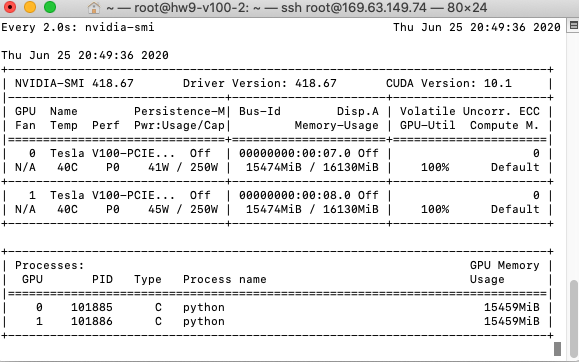 ~ — root@hw9-v100-2: ~ — ssh root@169.63.149.74 — 80×24
Every 2.0s: nvidia-smi                                 Thu Jun 25 20:49:36 2020

Thu Jun 25 20:49:36 2020
+-----------------------------------------------------------------------------+
| NVIDIA-SMI 418.67       Driver Version: 418.67       CUDA Version: 10.1     |
|-------------------------------+----------------------+----------------------+
| GPU  Name        Persistence-M| Bus-Id        Disp.A | Volatile Uncorr. ECC |
| Fan  Temp  Perf  Pwr:Usage/Cap|         Memory-Usage | GPU-Util  Compute M. |
|===============================+======================+======================|
|   0  Tesla V100-PCIE...  Off  | 00000000:00:07.0 Off |                    0 |
| N/A   40C    P0    41W / 250W |  15474MiB / 16130MiB |    100%      Default |
+-------------------------------+----------------------+----------------------+
|   1  Tesla V100-PCIE...  Off  | 00000000:00:08.0 Off |                    0 |
| N/A   40C    P0    45W / 250W |  15474MiB / 16130MiB |    100%      Default |
+-------------------------------+----------------------+----------------------+

+-----------------------------------------------------------------------------+
| Processes:                                                       GPU Memory |
|  GPU       PID   Type   Process name                             Usage      |
|=============================================================================|
|    0    101885      C   python                                     15459MiB |
|    1    101886      C   python                                     15459MiB |
+-----------------------------------------------------------------------------+